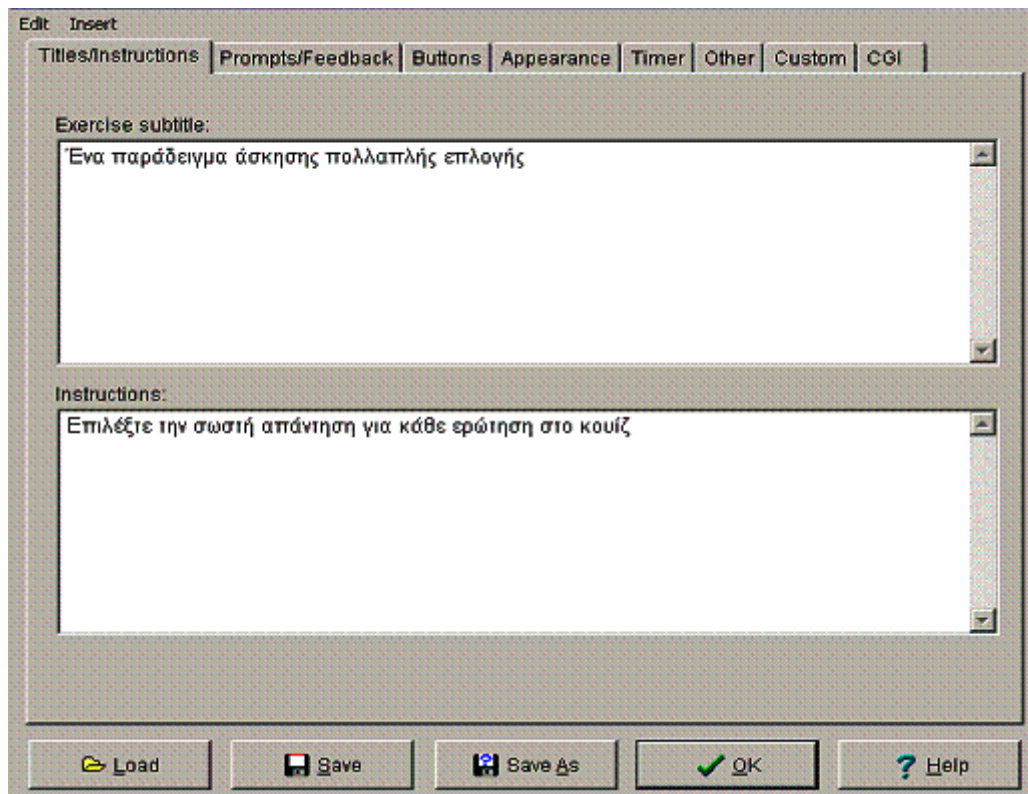 Edit Insert
Titles/Instructions Prompts/Feedback Buttons Appearance Timer Other Custom CGI
Exercise subtitle:
Ένα παράδειγμα άσκησης πολλαπλής επλογής
Instructions:
Επιλέξτε την σωστή απάντηση για κάθε ερώτηση στο κουίζ
Load Save Save As OK Help